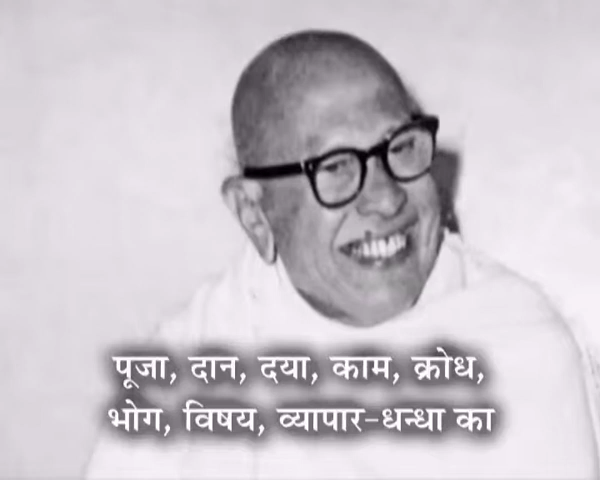 पूजा, दान, दया, काम, क्रोध,
भोग, विषय, व्यापार-धन्धा का